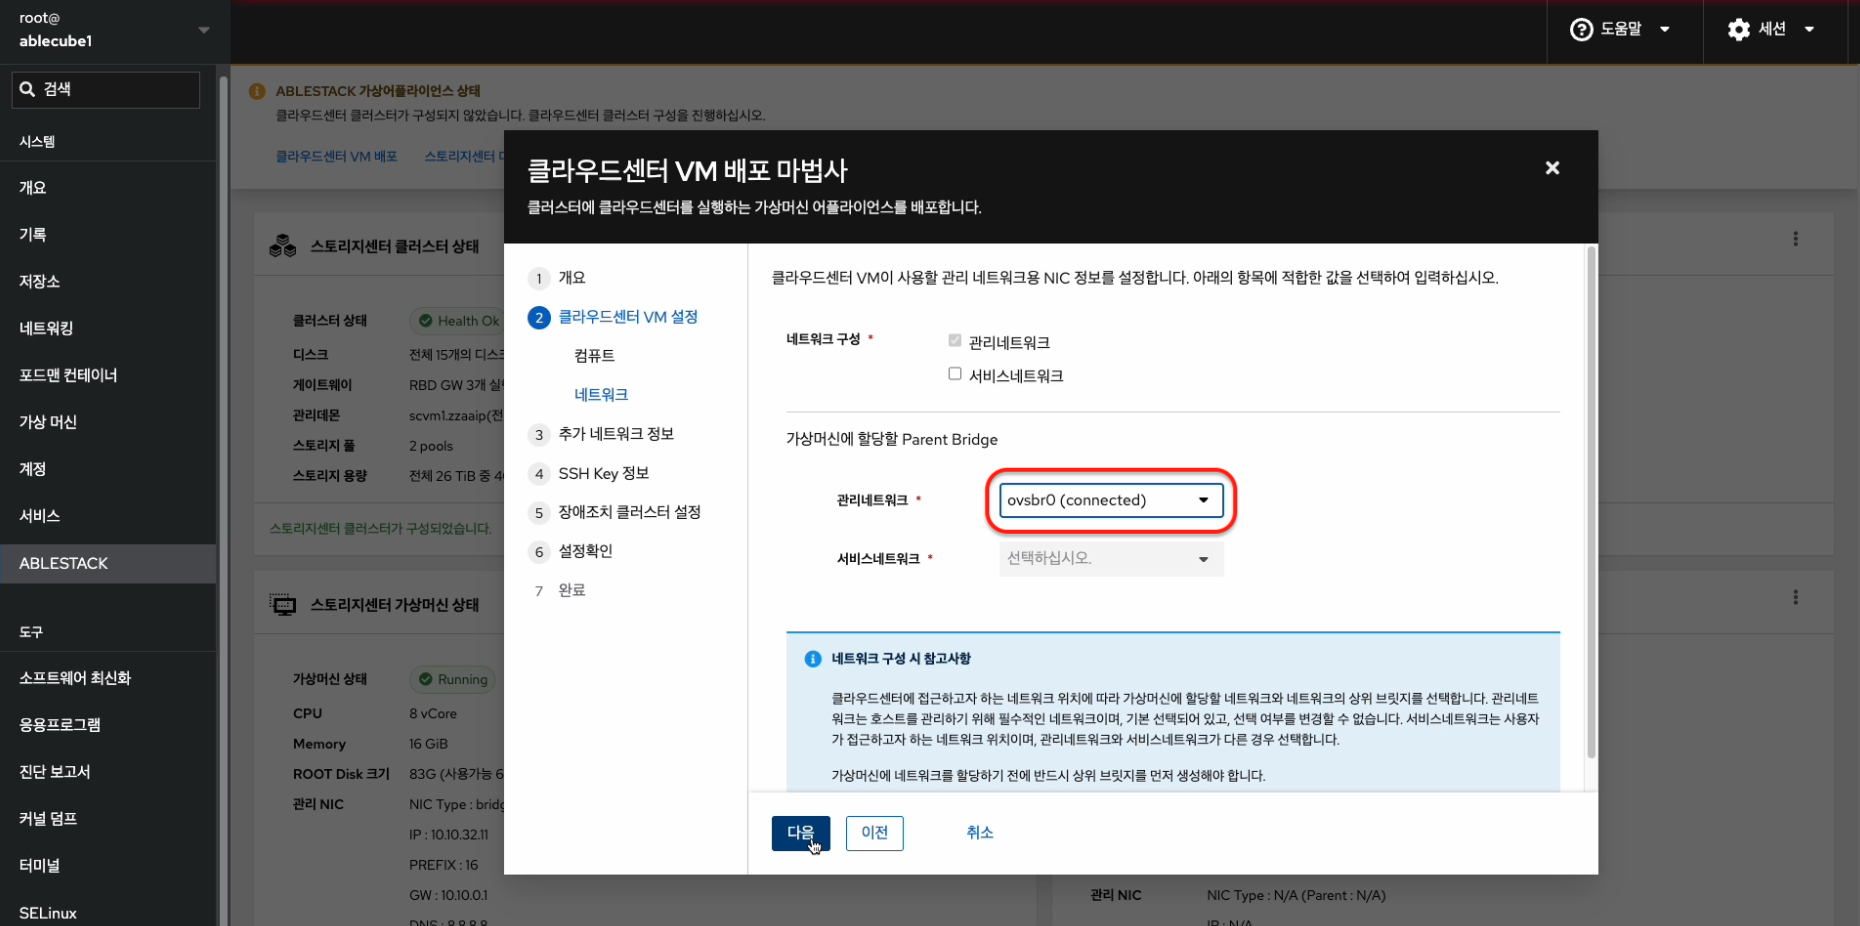 root@
ablecube1
도움말
세션
검색
시스템
개요
기록
저장소
네트워킹
포드맨 컨테이너
가상 머신
계정
서비스
ABLESTACK
도구
소프트웨어 최신화
응용프로그램
진단 보고서
커널 덤프
터미널
SELinux
ABLESTACK 가상어플라이언스 상태
클라우드센터 클러스터가 구성되지 않았습니다. 클라우드센터 클러스터 구성을 진행하십시오.
클라우드센터 VM 배포
스토리지센터
스토리지센터 클러스터 상태
클러스터 상태 Health Ok
디스크 전체 15개의 디스크
게이트웨이 RBD GW 3개
관리데몬 scvm1.zzaaip(전
스토리지 풀 2 pools
스토리지 용량 전체 26 TiB 중
스토리지센터 클러스터가 구성되었습니다.
스토리지센터 가상머신 상태
가상머신 상태 Running
CPU 8 vCore
Memory 16 GiB
ROOT Disk 크기 83G (사용가능 6
관리 NIC NIC Type : bridg
IP : 10.10.32.11
PREFIX : 16
GW : 10.10.0.1
DNS : 8.8.8.8
클라우드센터 VM 배포 마법사
클러스터에 클라우드센터를 실행하는 가상머신 어플라이언스를 배포합니다.
1 개요
2 클라우드센터 VM 설정
컴퓨트
네트워크
3 추가 네트워크 정보
4 SSH Key 정보
5 장애조치 클러스터 설정
6 설정확인
7 완료
클라우드센터 VM이 사용할 관리 네트워크용 NIC 정보를 설정합니다. 아래의 항목에 적합한 값을 선택하여 입력하십시오.
네트워크 구성 *
관리네트워크
서비스네트워크
가상머신에 할당할 Parent Bridge
관리네트워크 *
ovsbr0 (connected)
서비스네트워크 *
선택하십시오.
네트워크 구성 시 참고사항
클라우드센터에 접근하고자 하는 네트워크 위치에 따라 가상머신에 할당할 네트워크와 네트워크의 상위 브릿지를 선택합니다. 관리네트
워크는 호스트를 관리하기 위해 필수적인 네트워크이며, 기본 선택되어 있고, 선택 여부를 변경할 수 없습니다. 서비스네트워크는 사용자
가 접근하고자 하는 네트워크 위치이며, 관리네트워크와 서비스네트워크가 다른 경우 선택합니다.
가상머신에 네트워크를 할당하기 전에 반드시 상위 브릿지를 먼저 생성해야 합니다.
다음
이전
취소
관리 NIC NIC Type : N/A (Parent : N/A)
IP : N/A